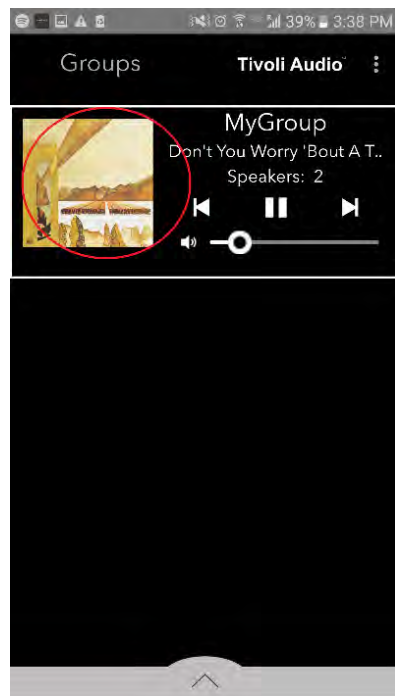 39% 3:38 PM
Groups Tivoli Audio
MyGroup
Don't You Worry 'Bout A T..
Speakers: 2